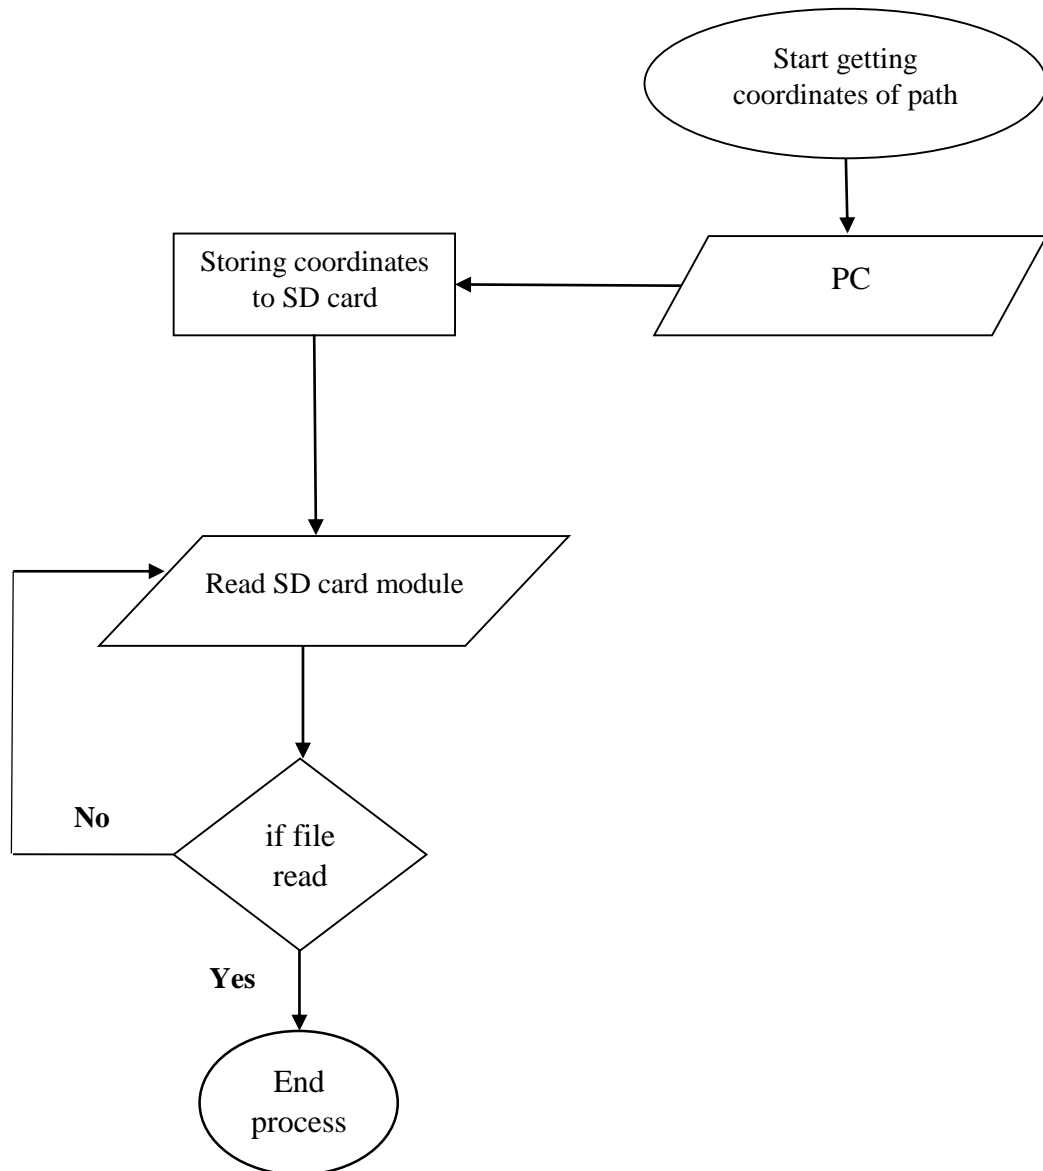 Start getting
coordinates of path
PC
Storing coordinates
to SD card
Read SD card module
No
if file
read
Yes
End
process